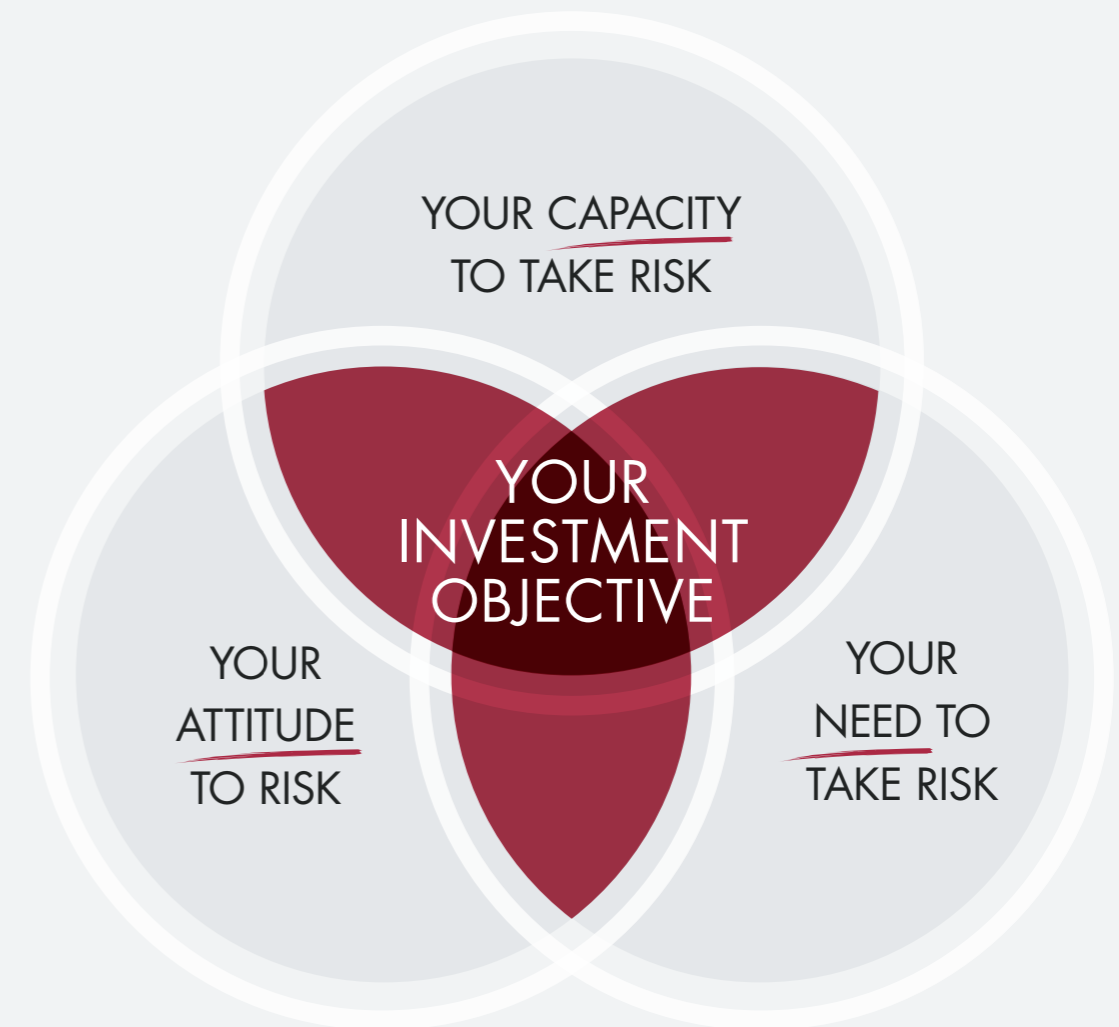 YOUR CAPACITY
TO TAKE RISK
YOUR
INVESTMENT
OBJECTIVE
YOUR
ATTITUDE
TO RISK
YOUR
NEED TO
TAKE RISK